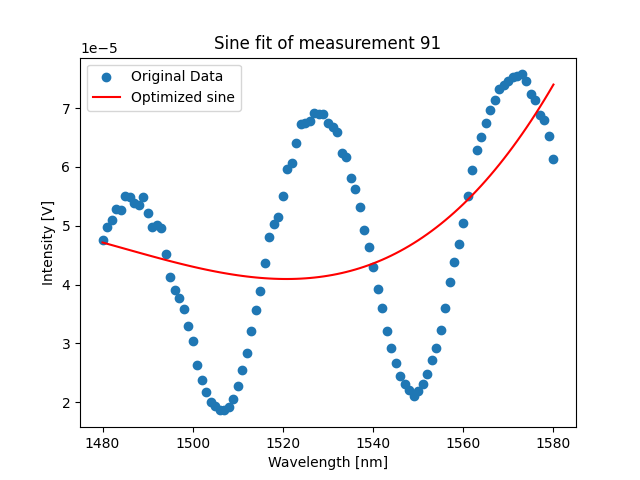 Sine fit of measurement 91
1e−5
Original Data
Optimized sine
7
6
5
4
3
2
Intensity [V]
1480 1500 1520 1540 1560 1580
Wavelength [nm]